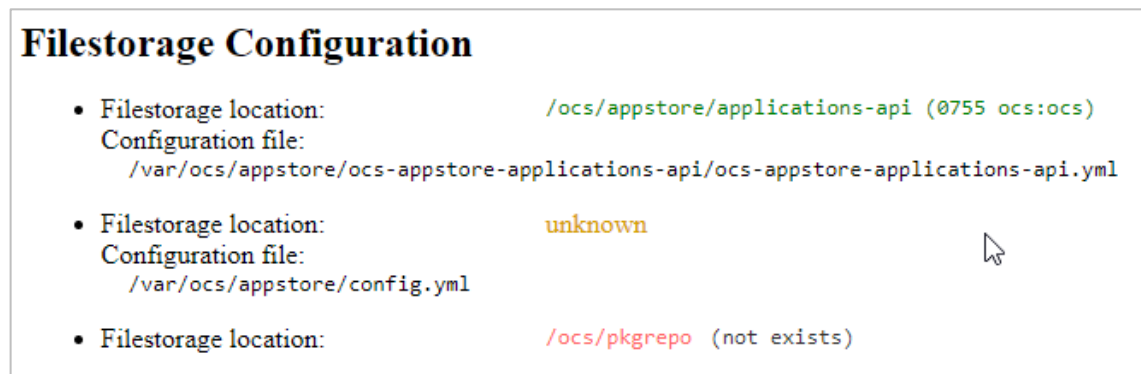 Filestorage Configuration
• Filestorage location: /ocs/appstore/applications-api (0755 ocs:ocs)
Configuration file:
/var/ocs/appstore/ocs-appstore-applications-api/ocs-appstore-applications-api.yml
• Filestorage location: unknown
Configuration file:
/var/ocs/appstore/config.yml
• Filestorage location: /ocs/pkgrepo (not exists)